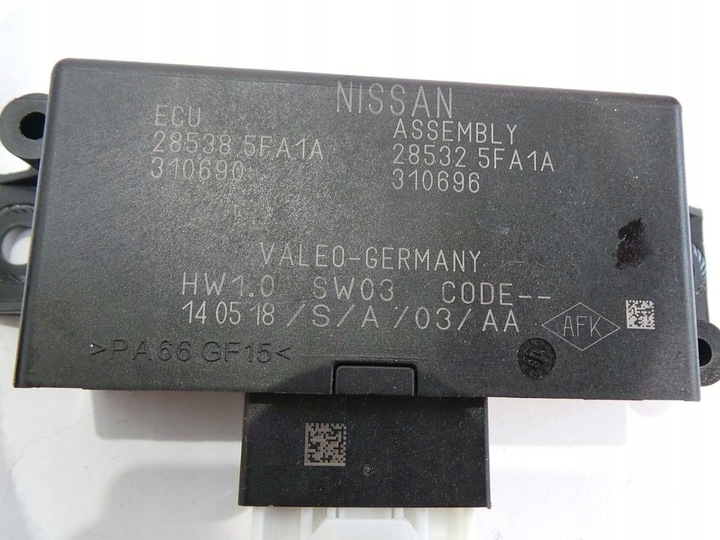 NISSAN
ECU
28538 5FA1A
310690
ASSEMBLY
28532 5FA1A
310696
VALEO-GERMANY
HW1.0 SW03 CODE--
14 05 18 /S/A /03/AA
AFK
>PA66 GF15<